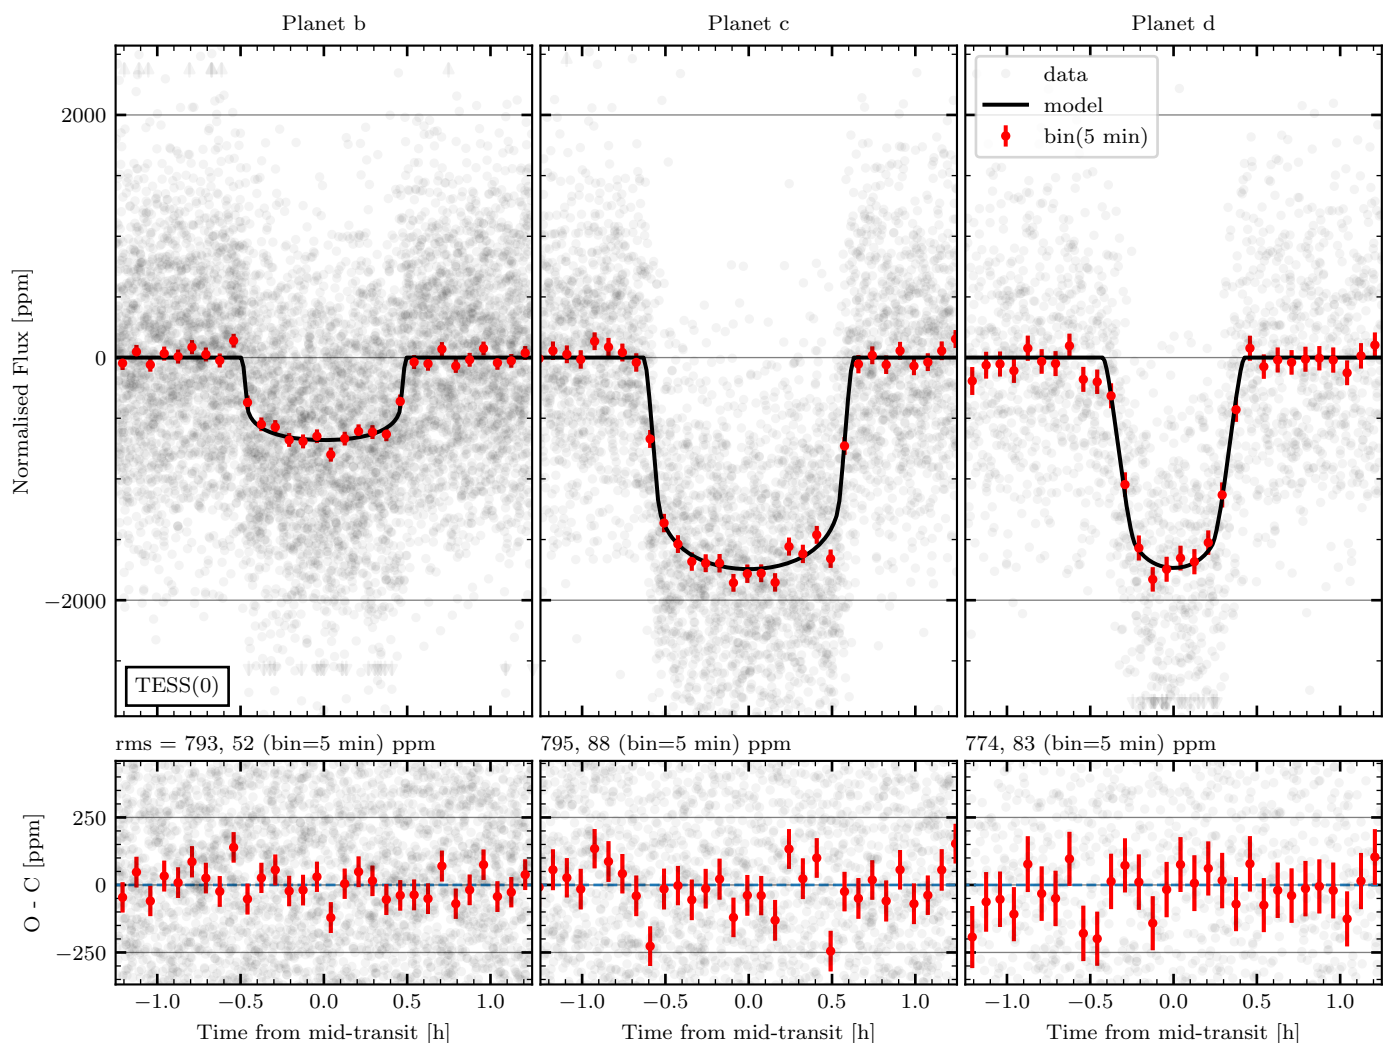 Planet b
Planet c
Planet d
Normalised Flux [ppm]
2000
0
−2000
data
model
bin(5 min)
TESS(0)
rms = 793, 52 (bin=5 min) ppm
795, 88 (bin=5 min) ppm
774, 83 (bin=5 min) ppm
O - C [ppm]
250
0
−250
−1.0 −0.5 0.0 0.5 1.0
−1.0 −0.5 0.0 0.5 1.0
−1.0 −0.5 0.0 0.5 1.0
Time from mid-transit [h]
Time from mid-transit [h]
Time from mid-transit [h]